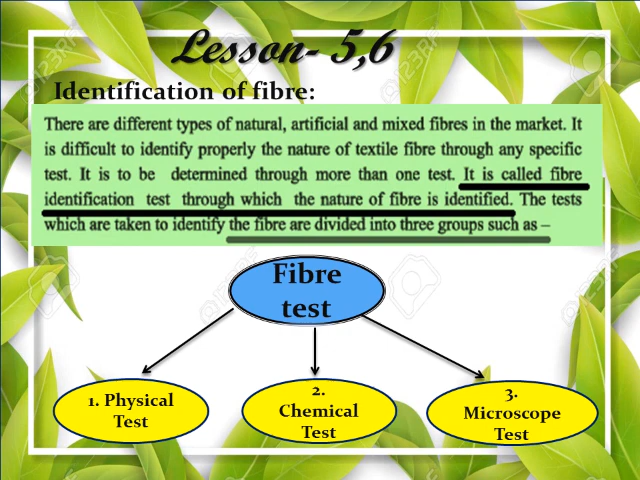 Lesson- 5,6
Identification of fibre:
There are different types of natural, artificial and mixed fibres in the market. It
is difficult to identify properly the nature of textile fibre through any specific
test. It is to be determined through more than one test. It is called fibre
identification test through which the nature of fibre is identified. The tests
which are taken to identify the fibre are divided into three groups such as –
Fibre
test
1. Physical
Test
2.
Chemical
Test
3.
Microscope
Test